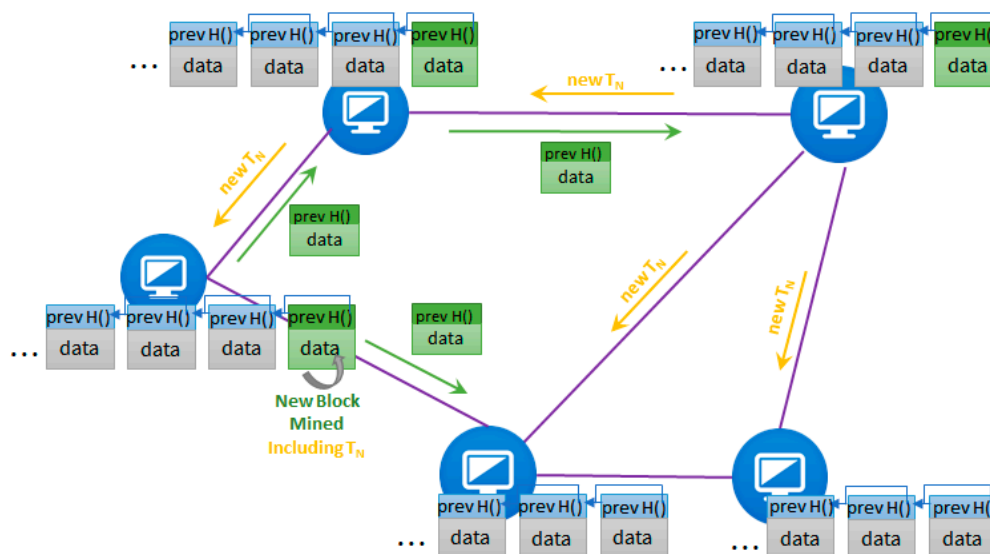 prev H() prev H() prev H() prev H()
... data data data data
prev H() prev H() prev H() prev H()
... data data data data
new T_N
prev H()
data
new T_N
prev H()
data
new T_N
new T_N
prev H() prev H() prev H() prev H()
... data data data data
prev H()
data
New Block
Mined
Including T_N
prev H() prev H() prev H()
... data data data
prev H() prev H() prev H()
... data data data